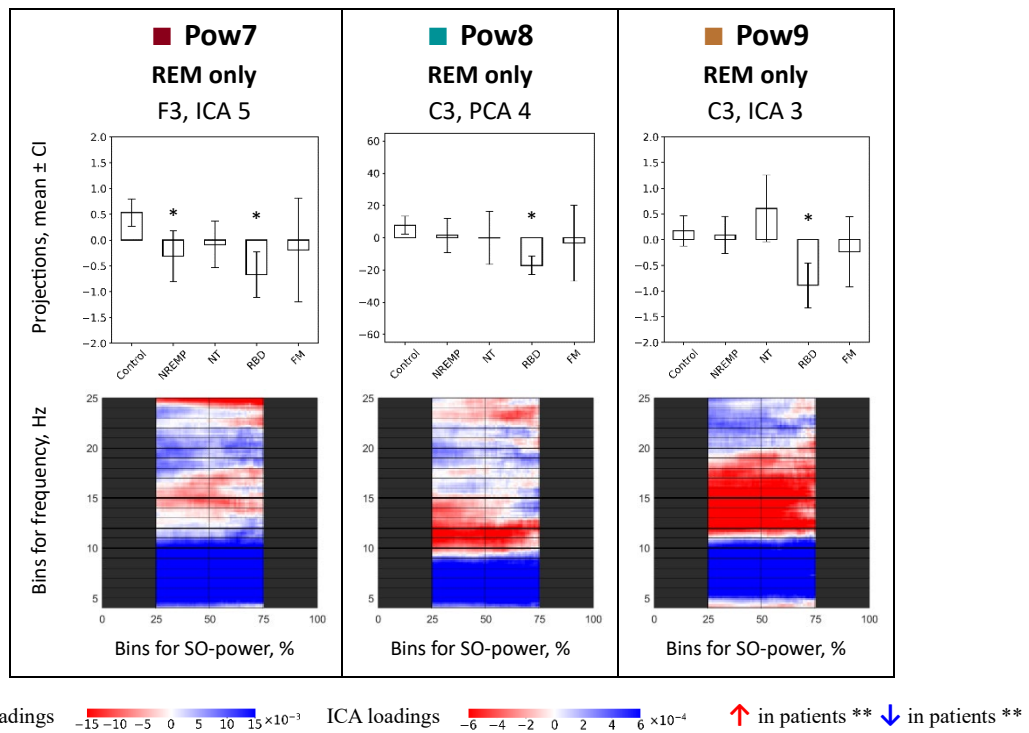 Pow7
REM only
F3, ICA 5
Projections, mean ± CI
2.0
1.5
1.0
0.5
0.0
−0.5
−1.0
−1.5
−2.0
Control
NREMP
*
NT
RBD
*
FM
Bins for frequency, Hz
25
20
15
10
5
0
25
50
75
100
Bins for SO-power, %
Pow8
REM only
C3, PCA 4
60
40
20
0
−20
−40
−60
Control
NREMP
NT
RBD
*
FM
25
20
15
10
5
0
25
50
75
100
Bins for SO-power, %
Pow9
REM only
C3, ICA 3
2.0
1.5
1.0
0.5
0.0
−0.5
−1.0
−1.5
−2.0
Control
NREMP
NT
RBD
*
FM
25
20
15
10
5
0
25
50
75
100
Bins for SO-power, %
adings -15 -10 -5 0 5 10 15 ×10⁻³ ICA loadings −6 −4 −2 0 2 4 6 ×10⁻⁴ ↑ in patients ** ↓ in patients **